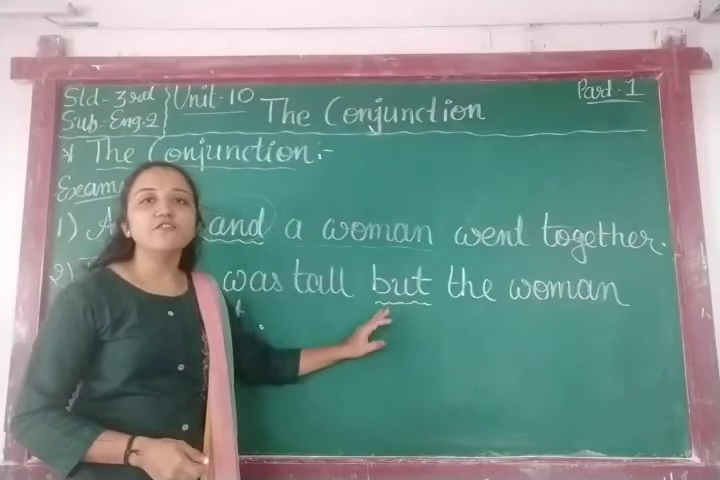 Std - 3rd
Sub - Eng-2
Unit-10
The Conjunction
Part-1
* The Conjunction :-
1) A and a woman went together.
2) was tall but the woman